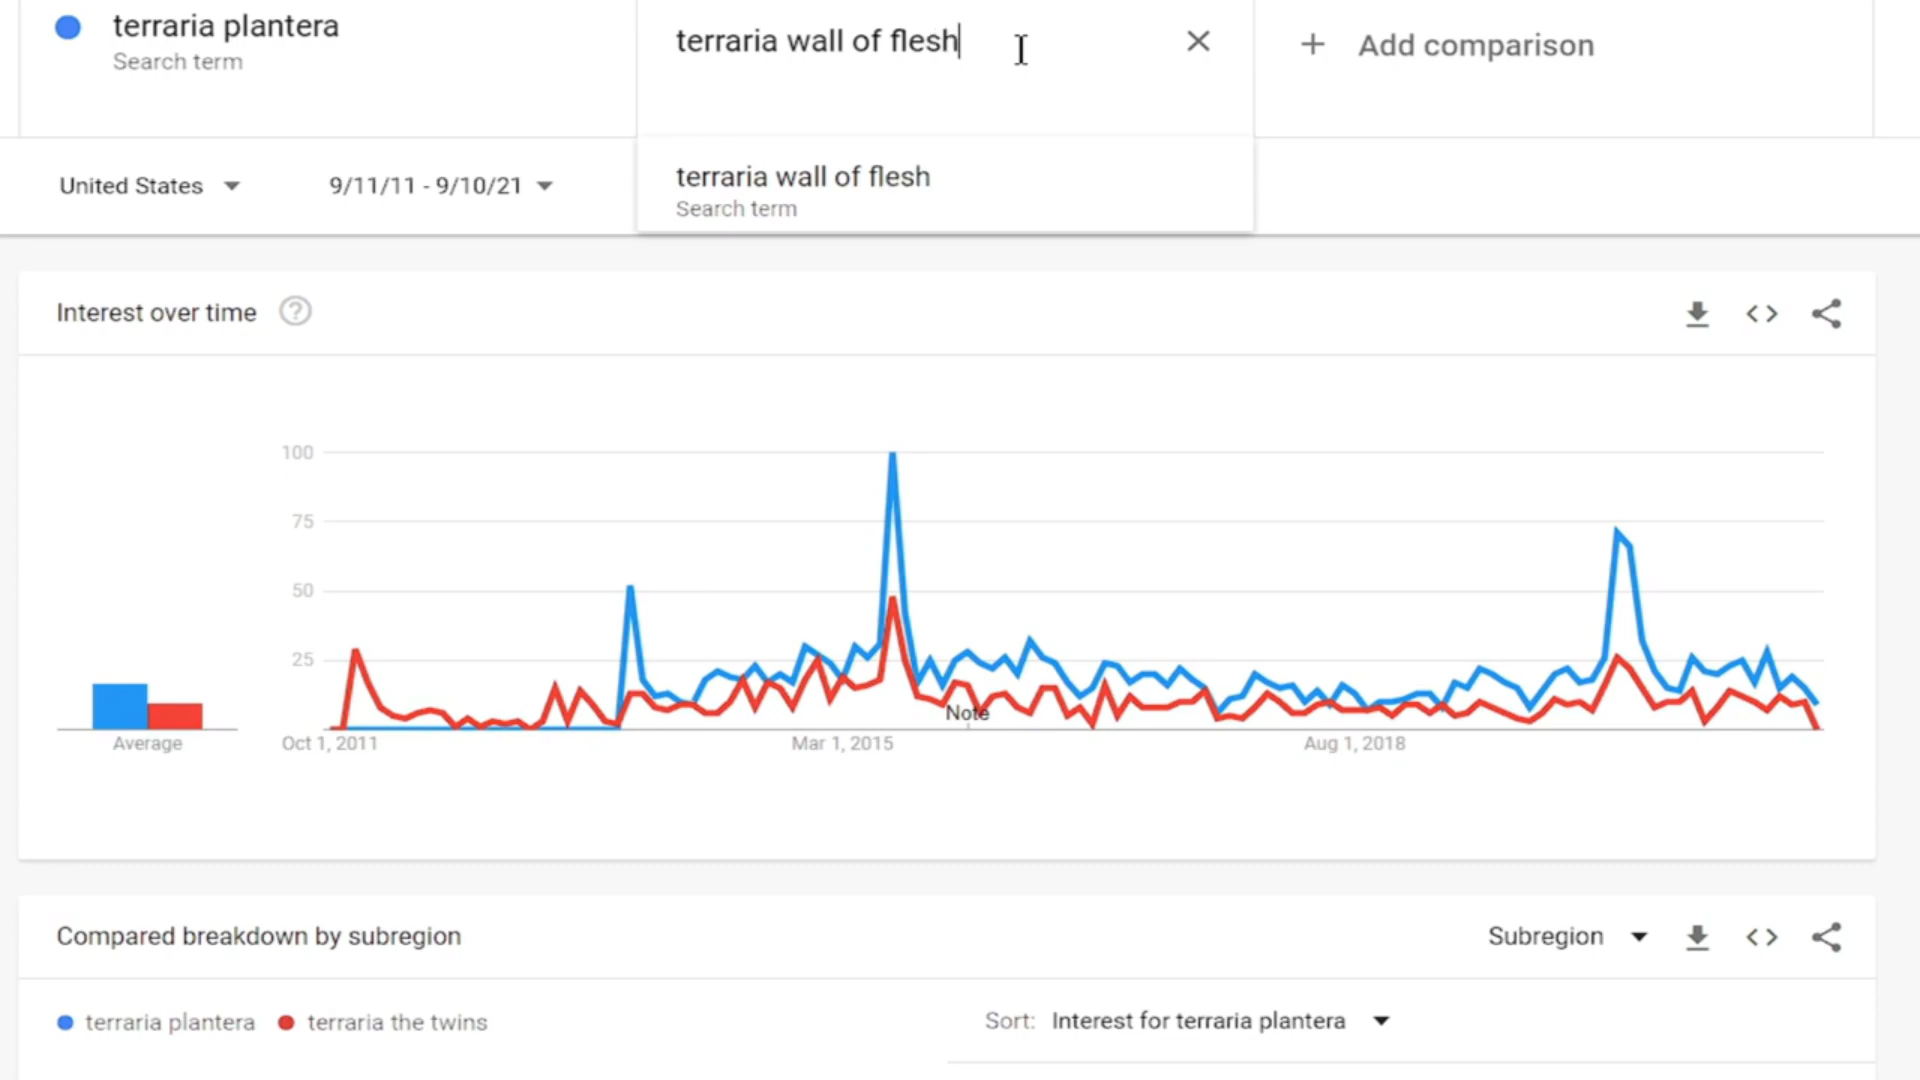 terraria plantera
Search term
terraria wall of flesh
Add comparison
United States
9/11/11 - 9/10/21
terraria wall of flesh
Search term
Interest over time
100
75
50
25
Note
Average
Oct 1, 2011
Mar 1, 2015
Aug 1, 2018
Compared breakdown by subregion
Subregion
terraria plantera
terraria the twins
Sort: Interest for terraria plantera